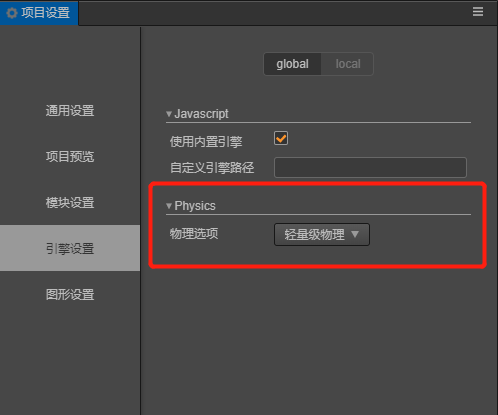 项目设置
global local
通用设置
项目预览
模块设置
引擎设置
图形设置
Javascript
使用内置引擎
自定义引擎路径
Physics
物理选项 轻量级物理